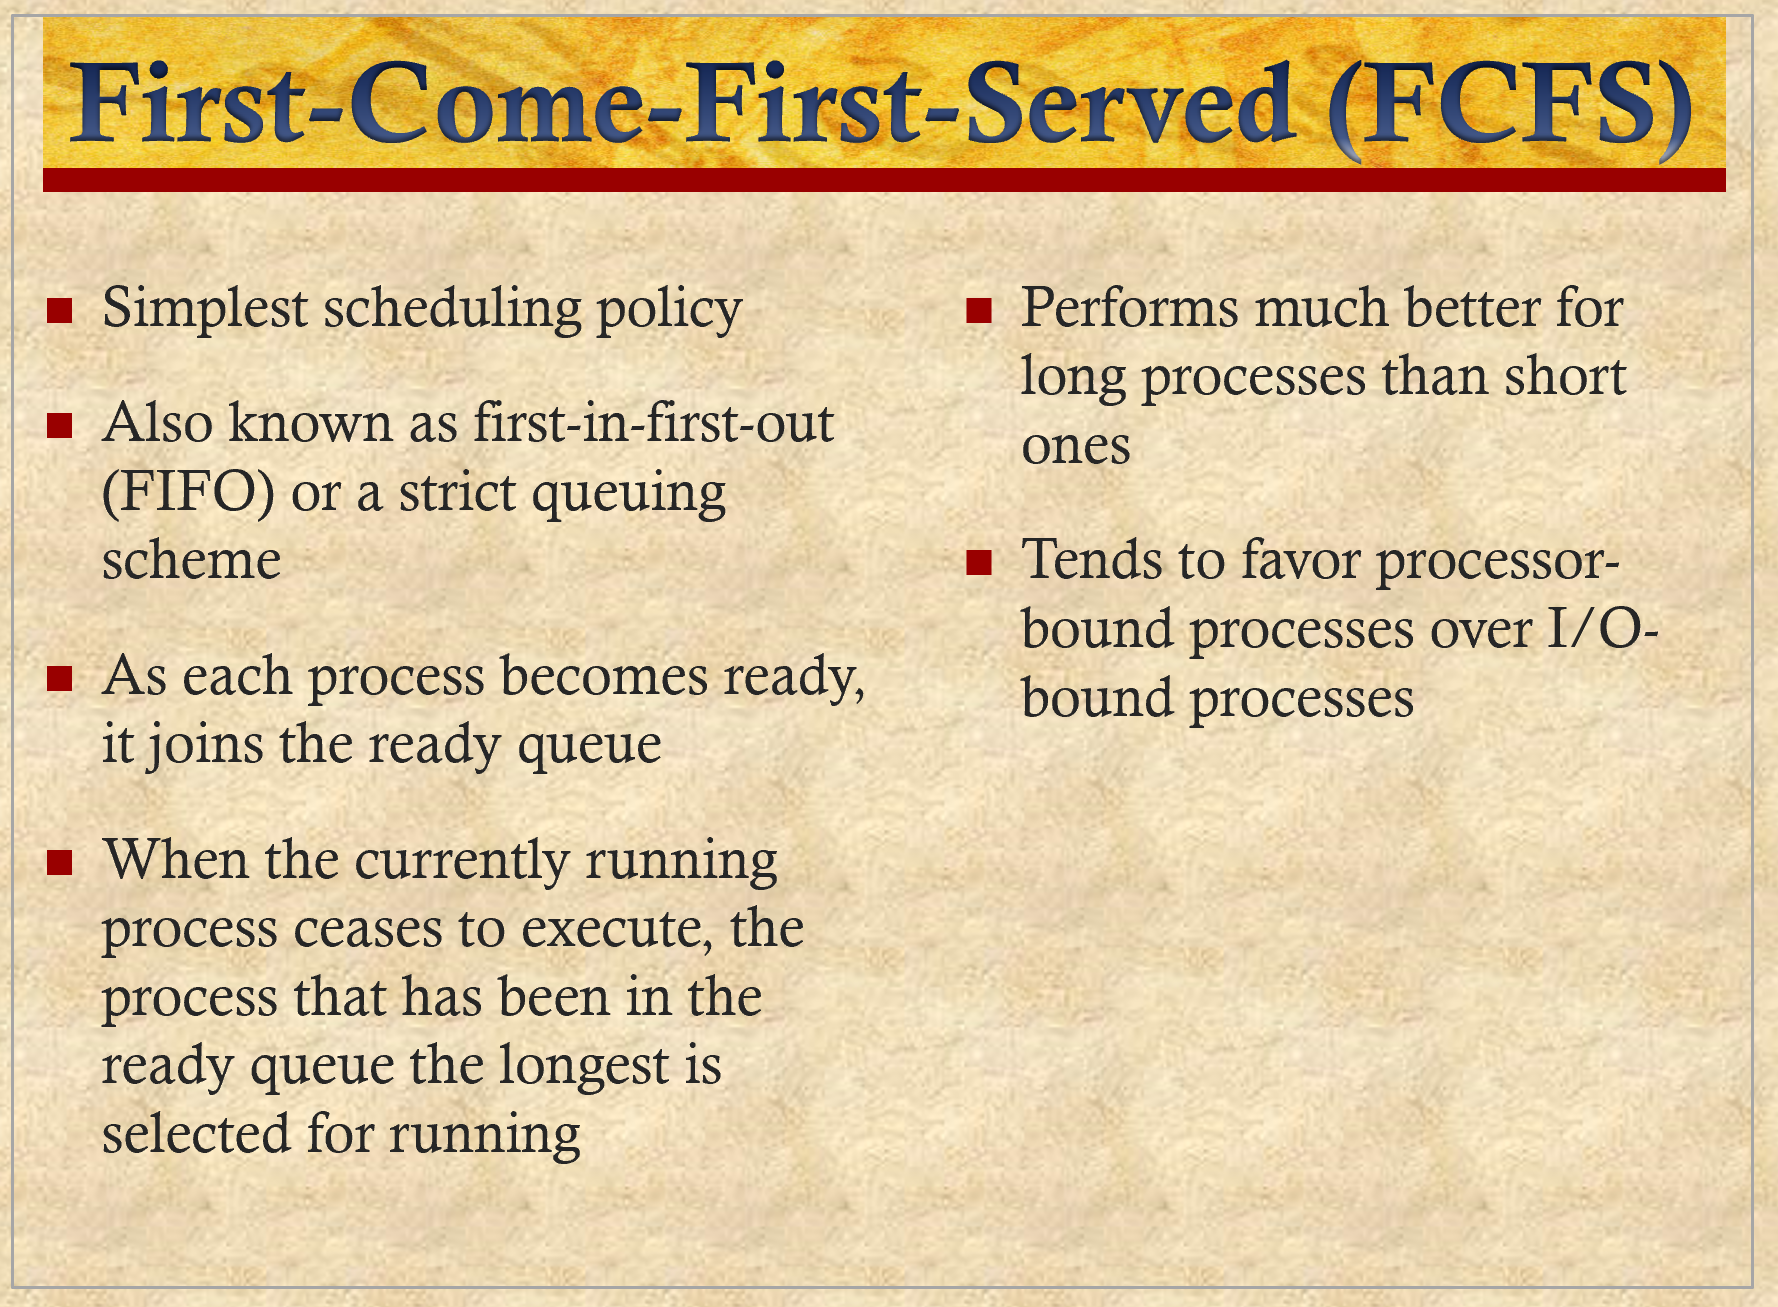 First-Come-First-Served (FCFS)
Simplest scheduling policy
Also known as first-in-first-out
(FIFO) or a strict queuing
scheme
As each process becomes ready,
it joins the ready queue
When the currently running
process ceases to execute, the
process that has been in the
ready queue the longest is
selected for running
Performs much better for
long processes than short
ones
Tends to favor processor-
bound processes over I/O-
bound processes